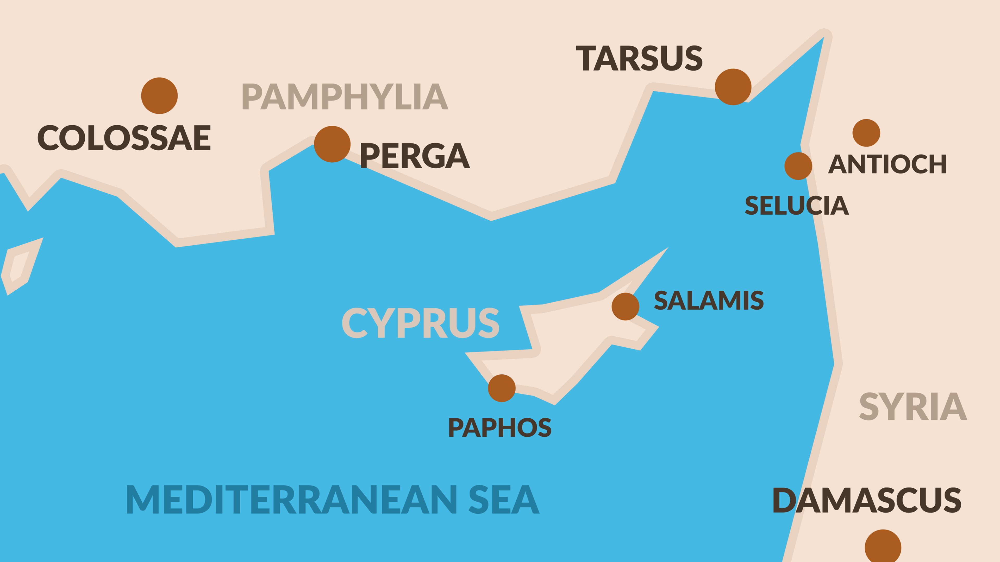 TARSUS
PAMPHYLIA
COLOSSAE
PERGA
ANTIOCH
SELUCIA
SALAMIS
CYPRUS
SYRIA
PAPHOS
MEDITERRANEAN SEA
DAMASCUS